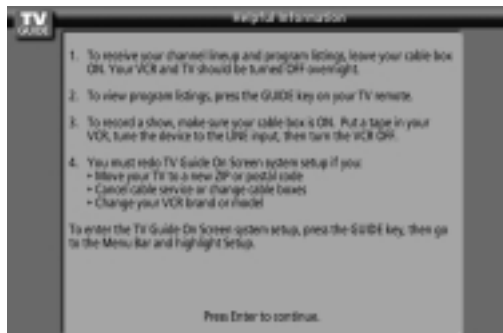 TV
GUIDE
Helpful Information
1. To receive your channel lineup and program listings, leave your cable box
ON. Your VCR and TV should be turned OFF overnight.
2. To view program listings, press the GUIDE key on your TV remote.
3. To record a show, make sure your cable box is ON. Put a tape in your
VCR, tune the device to the LINE input, then turn the VCR OFF.
4. You must redo TV Guide On Screen system setup if you:
• Move your TV to a new ZIP or postal code
• Cancel cable service or change cable boxes
• Change your VCR brand or model
To enter the TV Guide On Screen system setup, press the GUIDE key, then go
to the Menu Bar and highlight Setup.
Press Enter to continue.